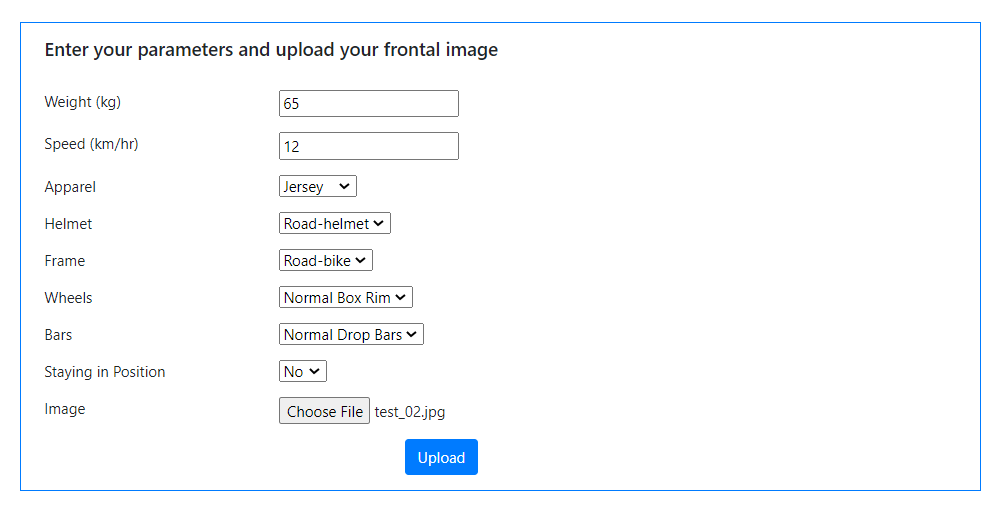 Enter your parameters and upload your frontal image
Weight (kg) 65
Speed (km/hr) 12
Apparel Jersey
Helmet Road-helmet
Frame Road-bike
Wheels Normal Box Rim
Bars Normal Drop Bars
Staying in Position No
Image Choose File test_02.jpg
Upload